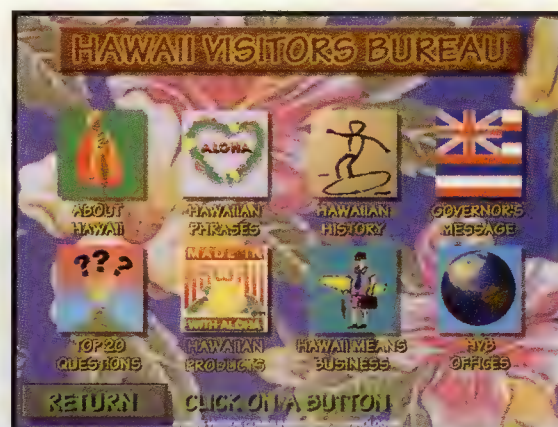 HAWAII VISITORS BUREAU
ALOHA
ABOUT
HAWAII
HAWAIIAN
PHRASES
HAWAIIAN
HISTORY
GOVERNOR'S
MESSAGE
???
MADE IN
WITH ALOHA
TOP 20
QUESTIONS
HAWAIIAN
PRODUCTS
HAWAII MEANS
BUSINESS
HVB
OFFICES
RETURN
CLICK ON A BUTTON